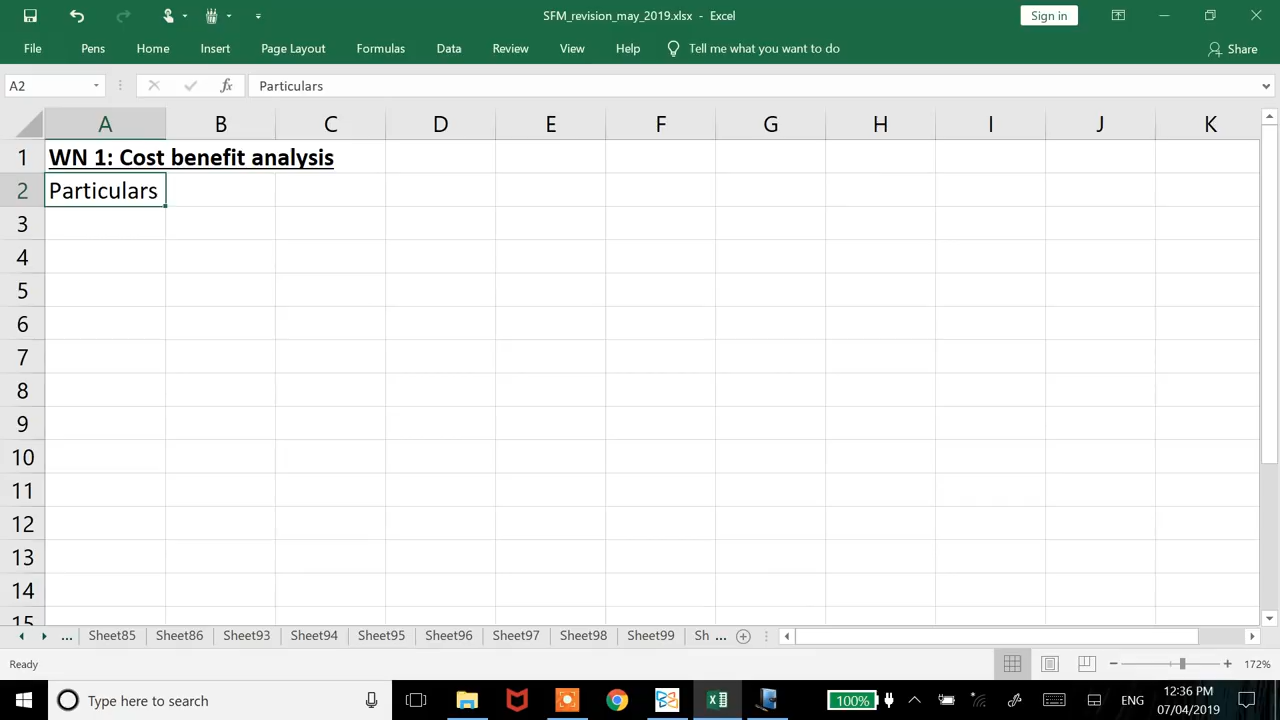 SFM_revision_may_2019.xlsx - Excel
Sign in
File Pens Home Insert Page Layout Formulas Data Review View Help Tell me what you want to do Share
A2 fx Particulars
A B C D E F G H I J K
1 WN 1: Cost benefit analysis
2 Particulars
3
4
5
6
7
8
9
10
11
12
13
14
15
... Sheet85 Sheet86 Sheet93 Sheet94 Sheet95 Sheet96 Sheet97 Sheet98 Sheet99 Sh ...
Ready 172%
Type here to search 100% ENG 12:36 PM
07/04/2019